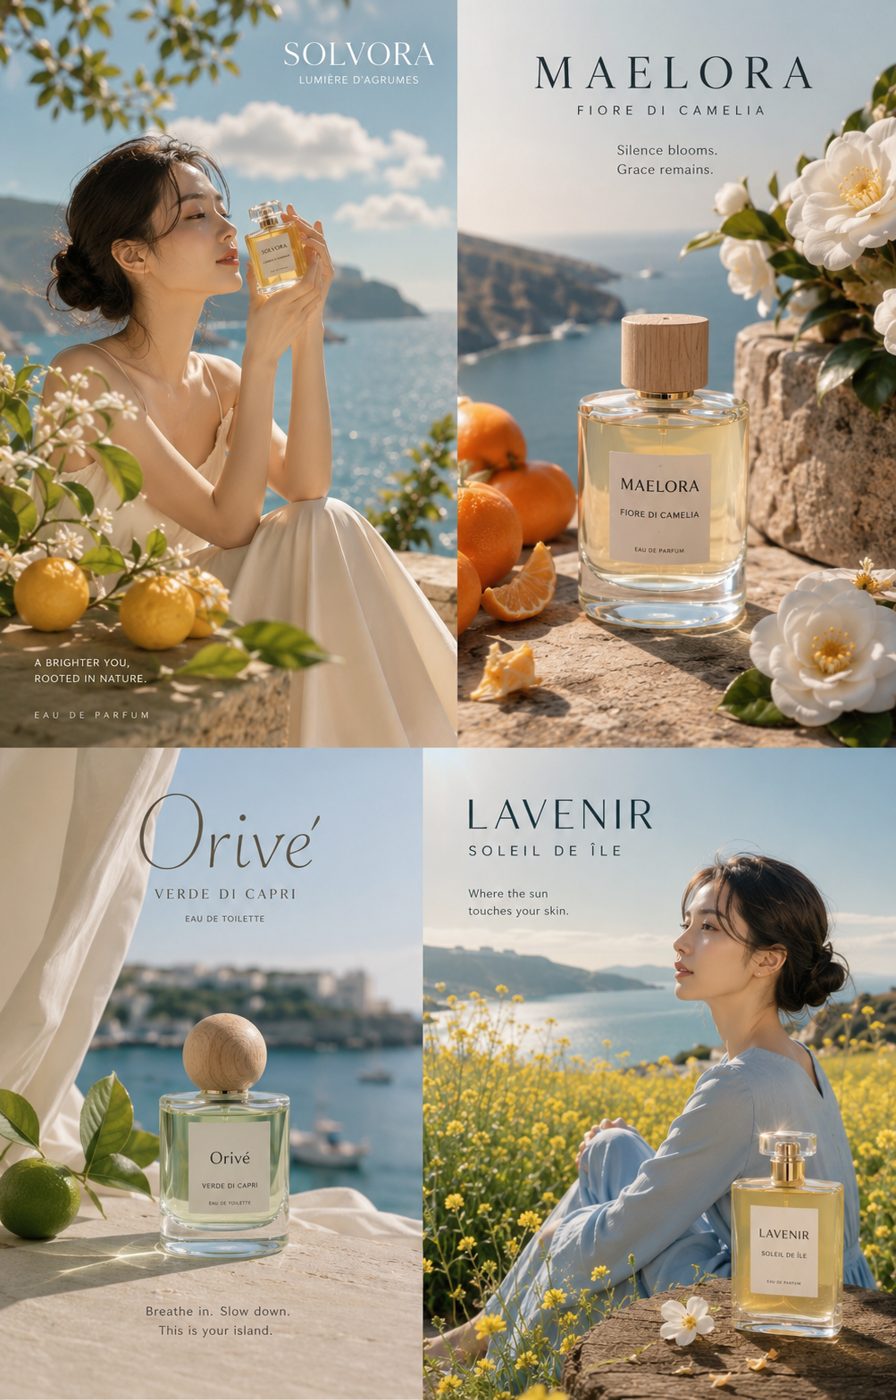 SOLVORA
LUMIÈRE D'AGRUMES
SOLVORA
A BRIGHTER YOU,
ROOTED IN NATURE.
EAU DE PARFUM
MAELORA
FIORE DI CAMELIA
Silence blooms.
Grace remains.
MAELORA
FIORE DI CAMELIA
EAU DE PARFUM
Orivé
VERDE DI CAPRI
EAU DE TOILETTE
Orivé
VERDE DI CAPRI
EAU DE TOILETTE
Breathe in. Slow down.
This is your island.
LAVENIR
SOLEIL DE ÎLE
Where the sun
touches your skin.
LAVENIR
SOLEIL DE ÎLE
EAU DE PARFUM